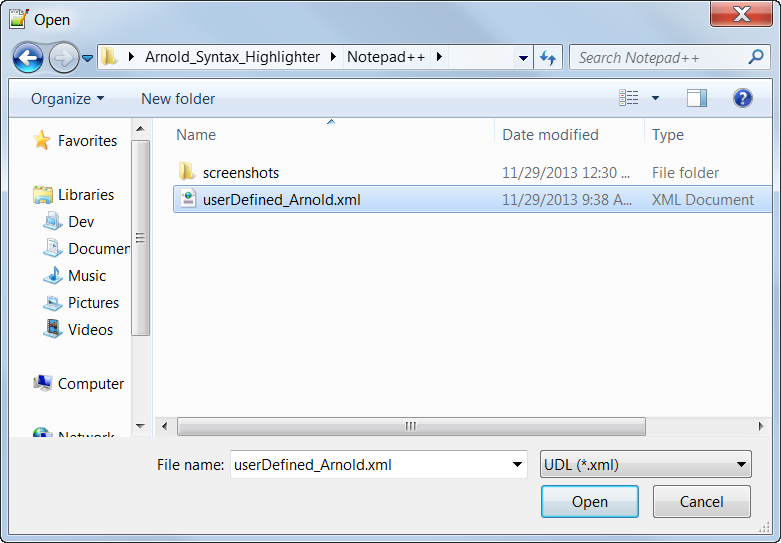 Open
Arnold_Syntax_Highlighter Notepad++ Search Notepad++
Organize New folder
Name Date modified Type
Favorites
Libraries
Dev
Documen
Music
Pictures
Videos
Computer
Network
screenshots 11/29/2013 12:30 ... File folder
userDefined_Arnold.xml 11/29/2013 9:38 A... XML Document
File name: userDefined_Arnold.xml UDL (*.xml)
Open Cancel